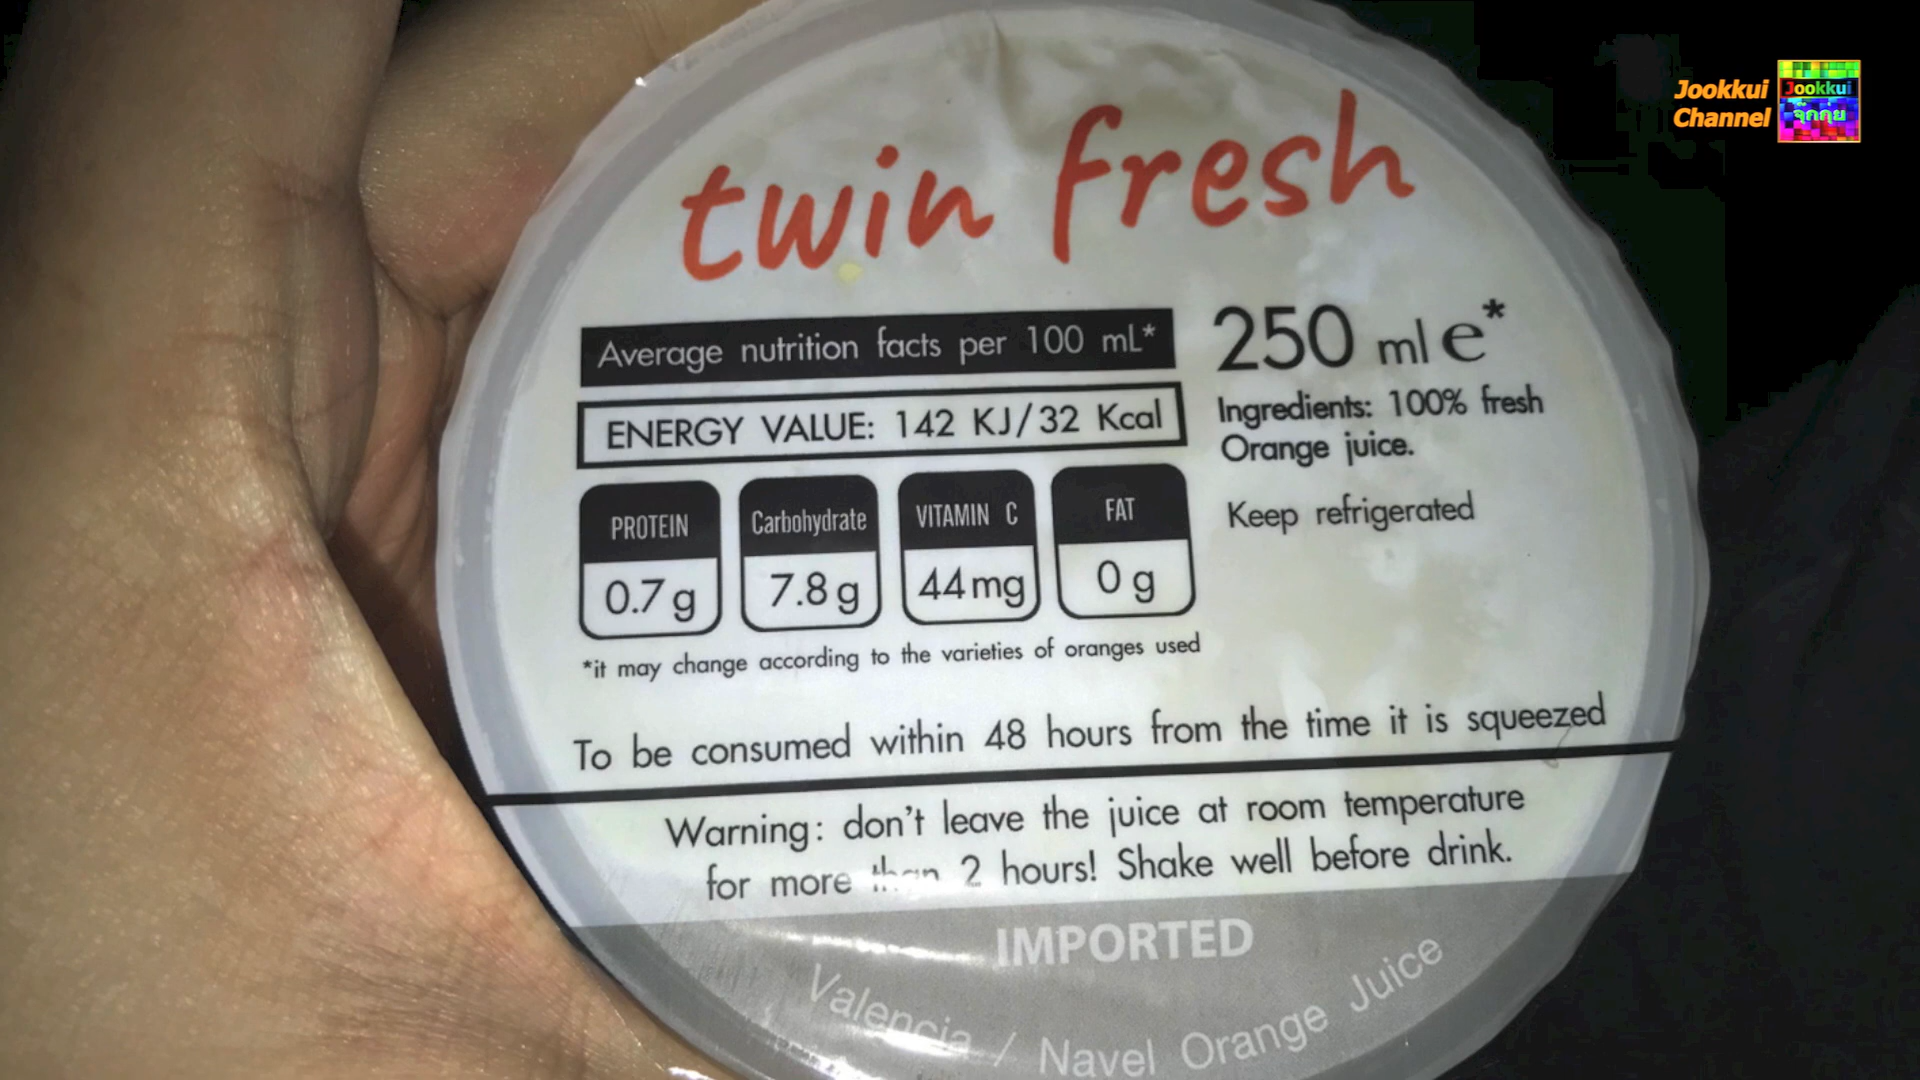 Jookkui
Channel
Jookkui
จุ๊กกุ่ย
twin fresh
Average nutrition facts per 100 mL*
ENERGY VALUE: 142 KJ/32 Kcal
PROTEIN
0.7 g
Carbohydrate
7.8 g
VITAMIN C
44 mg
FAT
0 g
*it may change according to the varieties of oranges used
250 ml e*
Ingredients: 100% fresh
Orange juice.
Keep refrigerated
To be consumed within 48 hours from the time it is squeezed
Warning: don't leave the juice at room temperature
for more than 2 hours! Shake well before drink.
IMPORTED
Valencia / Navel Orange Juice